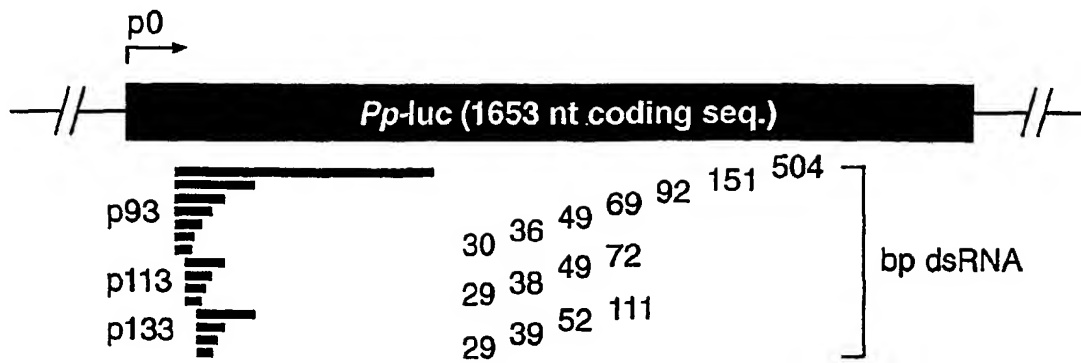 p0
Pp-luc (1653 nt coding seq.)
p93
30 36 49 69 92 151 504
p113
29 38 49 72
bp dsRNA
p133
29 39 52 111